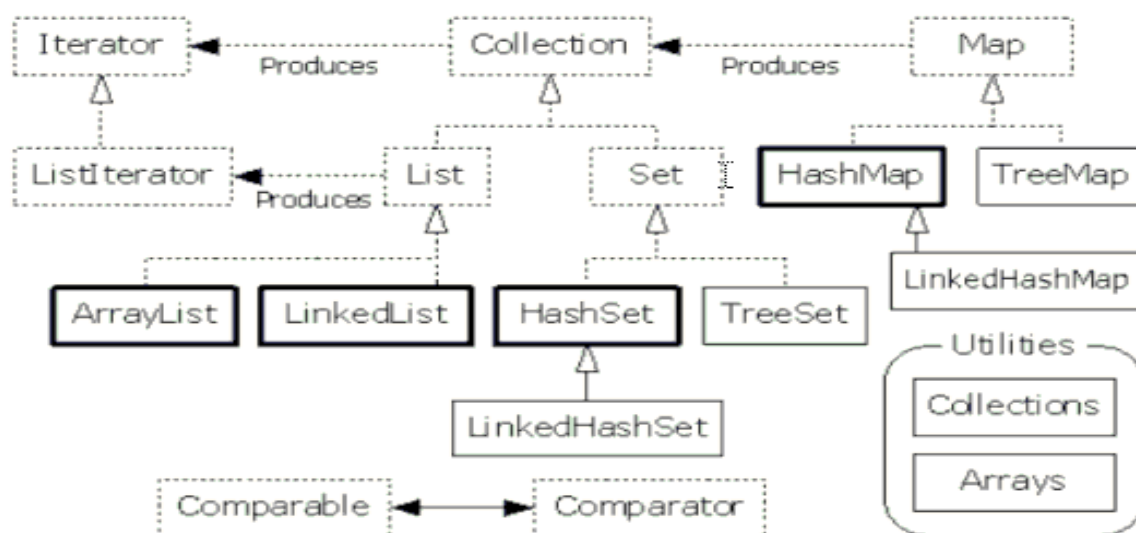 Iterator
Produces
Collection
Produces
Map
ListIterator
Produces
List
Set
HashMap
TreeMap
LinkedHashMap
ArrayList
LinkedList
HashSet
TreeSet
Utilities
Collections
LinkedHashSet
Arrays
Comparable
Comparator